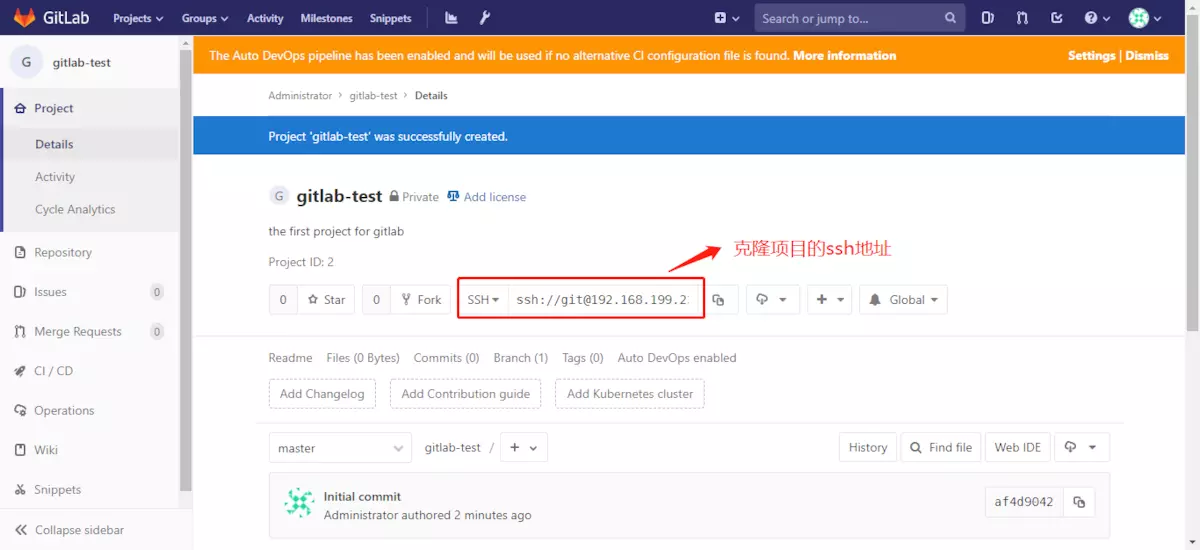 GitLab Projects Groups Activity Milestones Snippets Search or jump to...
G gitlab-test
Project
Details
Activity
Cycle Analytics
Repository
Issues 0
Merge Requests 0
CI / CD
Operations
Wiki
Snippets
Collapse sidebar
The Auto DevOps pipeline has been enabled and will be used if no alternative CI configuration file is found. More information Settings | Dismiss
Administrator > gitlab-test > Details
Project 'gitlab-test' was successfully created.
G gitlab-test Private Add license
the first project for gitlab
克隆项目的ssh地址
Project ID: 2
0 Star 0 Fork SSH ssh://git@192.168.199.2 Global
Readme Files (0 Bytes) Commits (0) Branch (1) Tags (0) Auto DevOps enabled
Add Changelog Add Contribution guide Add Kubernetes cluster
master gitlab-test / + History Find file Web IDE
Initial commit
Administrator authored 2 minutes ago
af4d9042